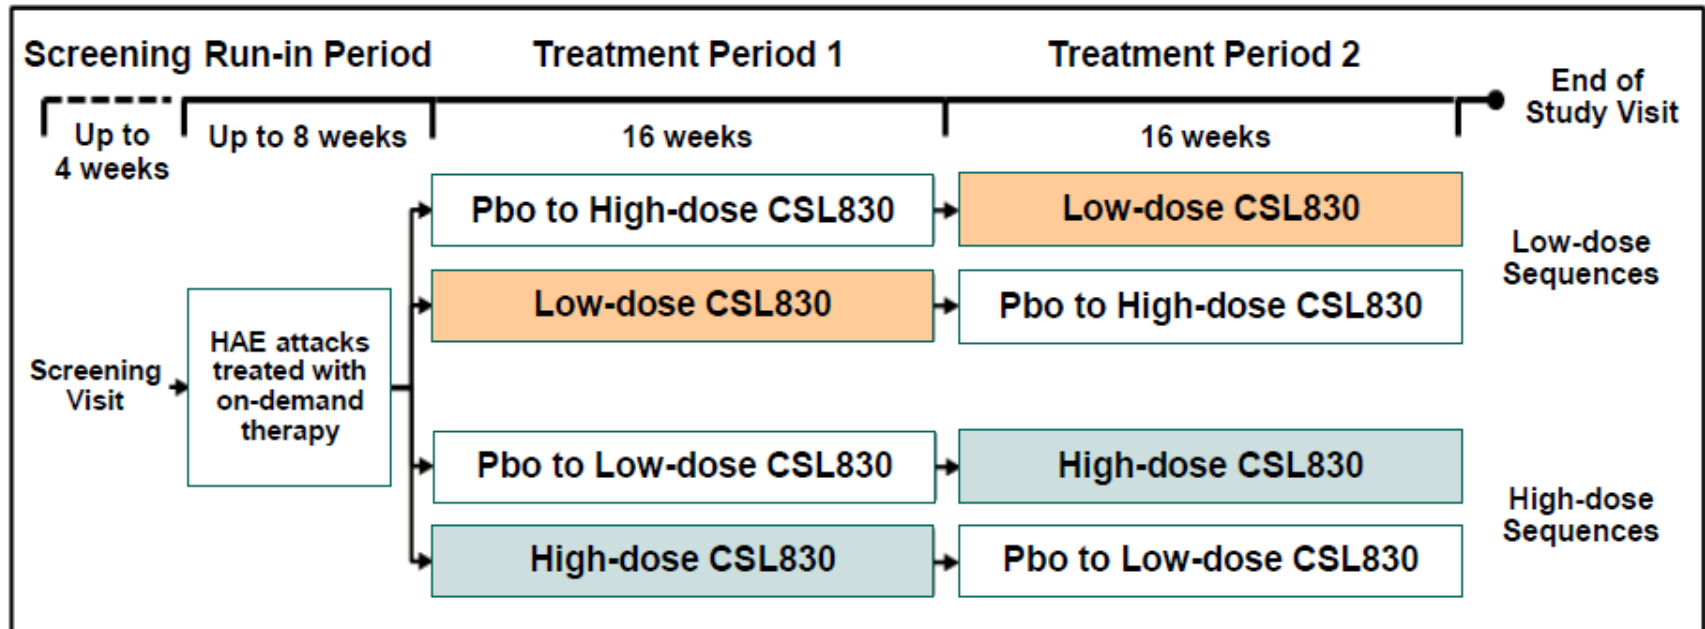 Screening Run-in Period Treatment Period 1 Treatment Period 2
End of
Study Visit
Up to
4 weeks
Up to 8 weeks
16 weeks
16 weeks
Pbo to High-dose CSL830
Low-dose CSL830
Low-dose
Sequences
Low-dose CSL830
Pbo to High-dose CSL830
Screening
Visit
HAE attacks
treated with
on-demand
therapy
Pbo to Low-dose CSL830
High-dose CSL830
High-dose
Sequences
High-dose CSL830
Pbo to Low-dose CSL830